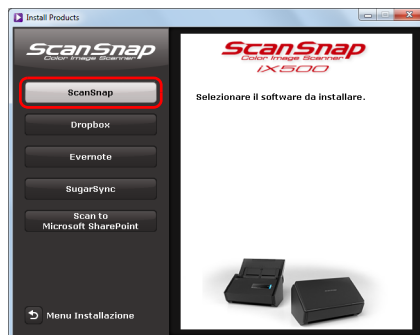 Install Products
ScanSnap
Color Image Scanner
ScanSnap
Dropbox
Evernote
SugarSync
Scan to
Microsoft SharePoint
Menu Installazione
ScanSnap
Color Image Scanner
iX500
Selezionare il software da installare.